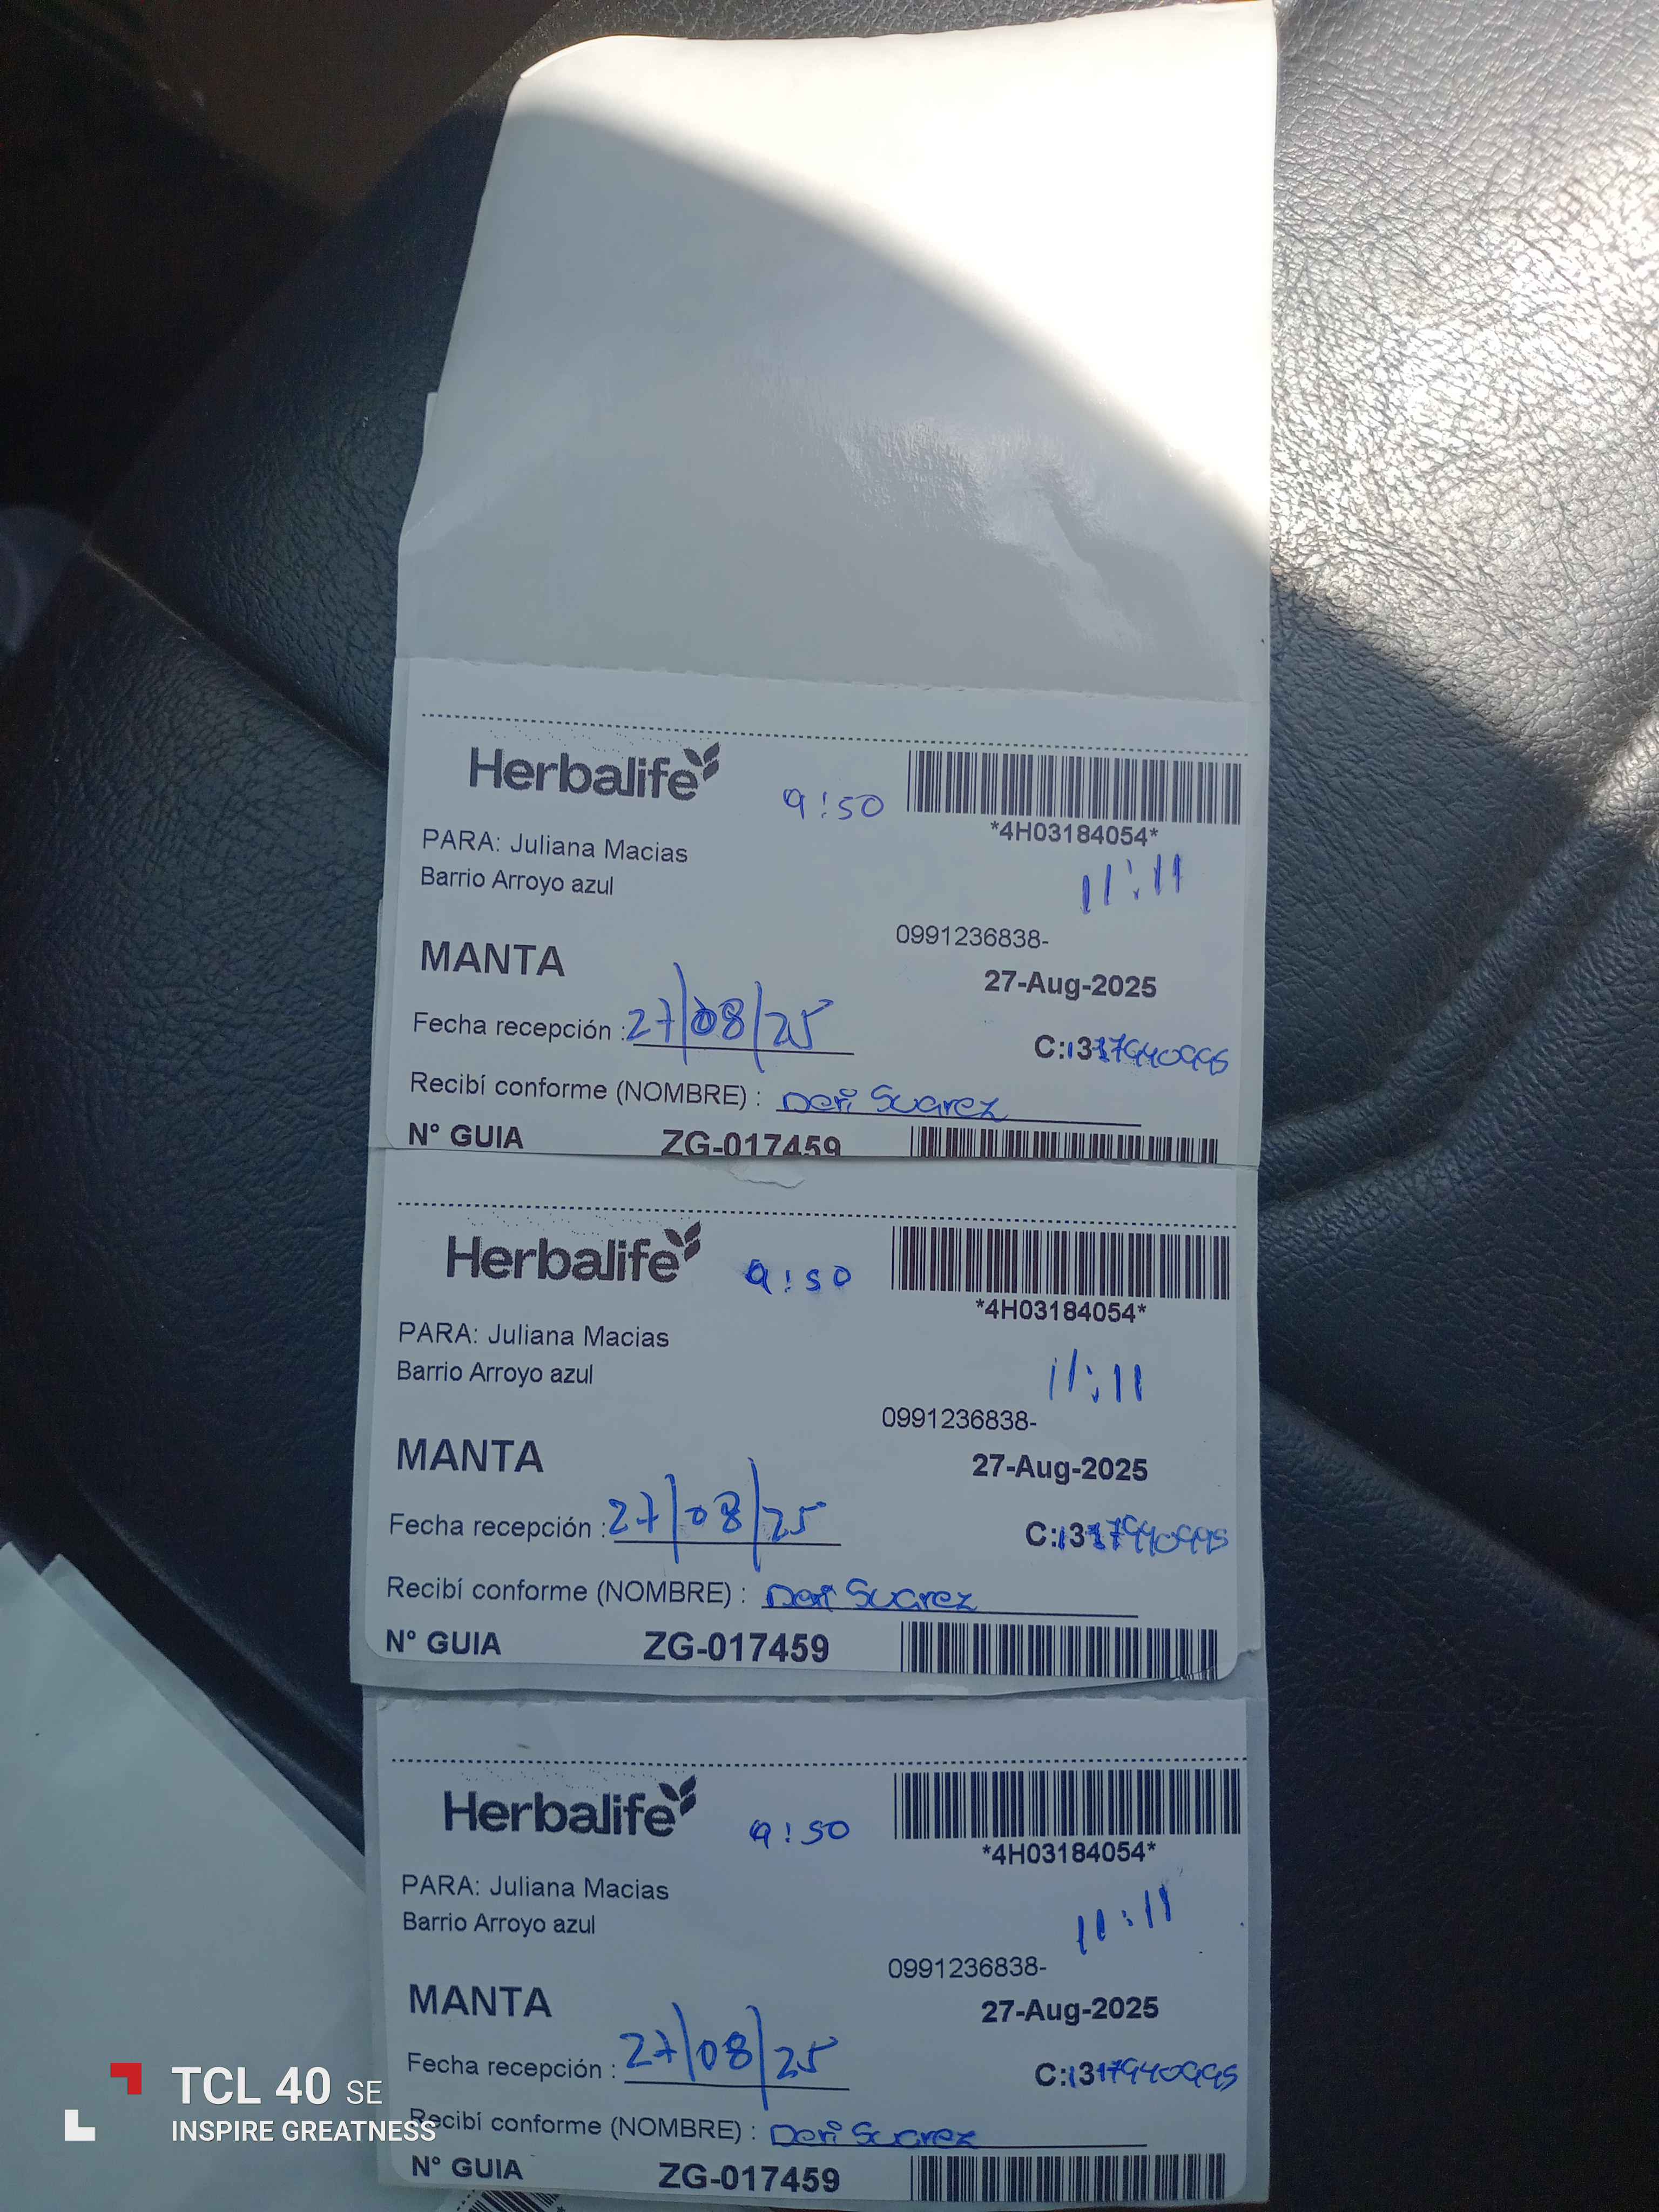 Herbalife
9:50
*4H03184054*
PARA: Juliana Macias
11:11
Barrio Arroyo azul
0991236838-
MANTA
27-Aug-2025
Fecha recepción : 27/08/25
C:1317940995
Recibí conforme (NOMBRE) : Deri Suarez
N° GUIA ZG-017459
Herbalife
9:50
*4H03184054*
PARA: Juliana Macias
11:11
Barrio Arroyo azul
0991236838-
MANTA
27-Aug-2025
Fecha recepción : 27/08/25
C:1317940995
Recibí conforme (NOMBRE) : Deri Suarez
N° GUIA ZG-017459
Herbalife
9:50
*4H03184054*
PARA: Juliana Macias
11:11
Barrio Arroyo azul
0991236838-
MANTA
27-Aug-2025
Fecha recepción : 27/08/25
C:1317940995
Recibí conforme (NOMBRE) : Deri Suarez
N° GUIA ZG-017459
TCL 40 SE
INSPIRE GREATNESS